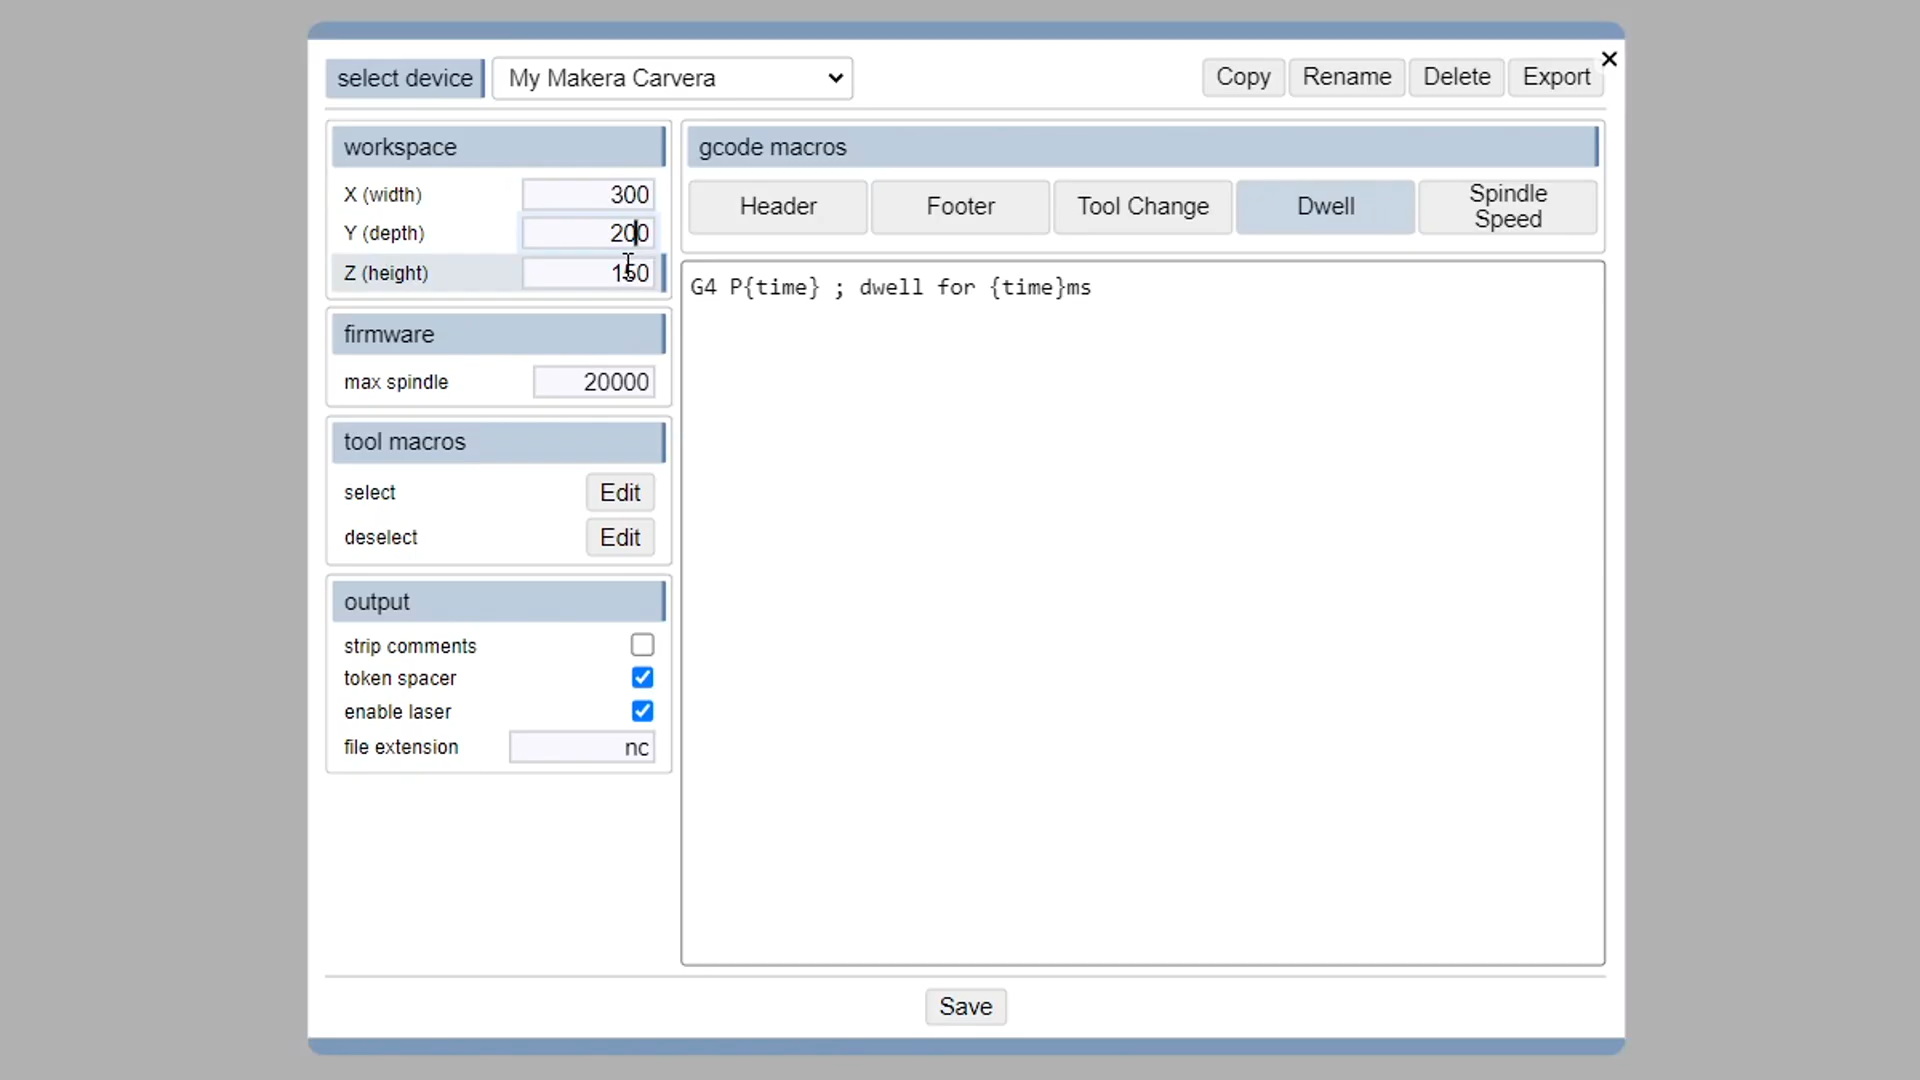 select device
My Makera Carvera
Copy
Rename
Delete
Export
×
workspace
X (width)
300
Y (depth)
200
Z (height)
150
firmware
max spindle
20000
tool macros
select
Edit
deselect
Edit
output
strip comments
token spacer
enable laser
file extension
nc
gcode macros
Header
Footer
Tool Change
Dwell
Spindle
Speed
G4 P{time} ; dwell for {time}ms
Save